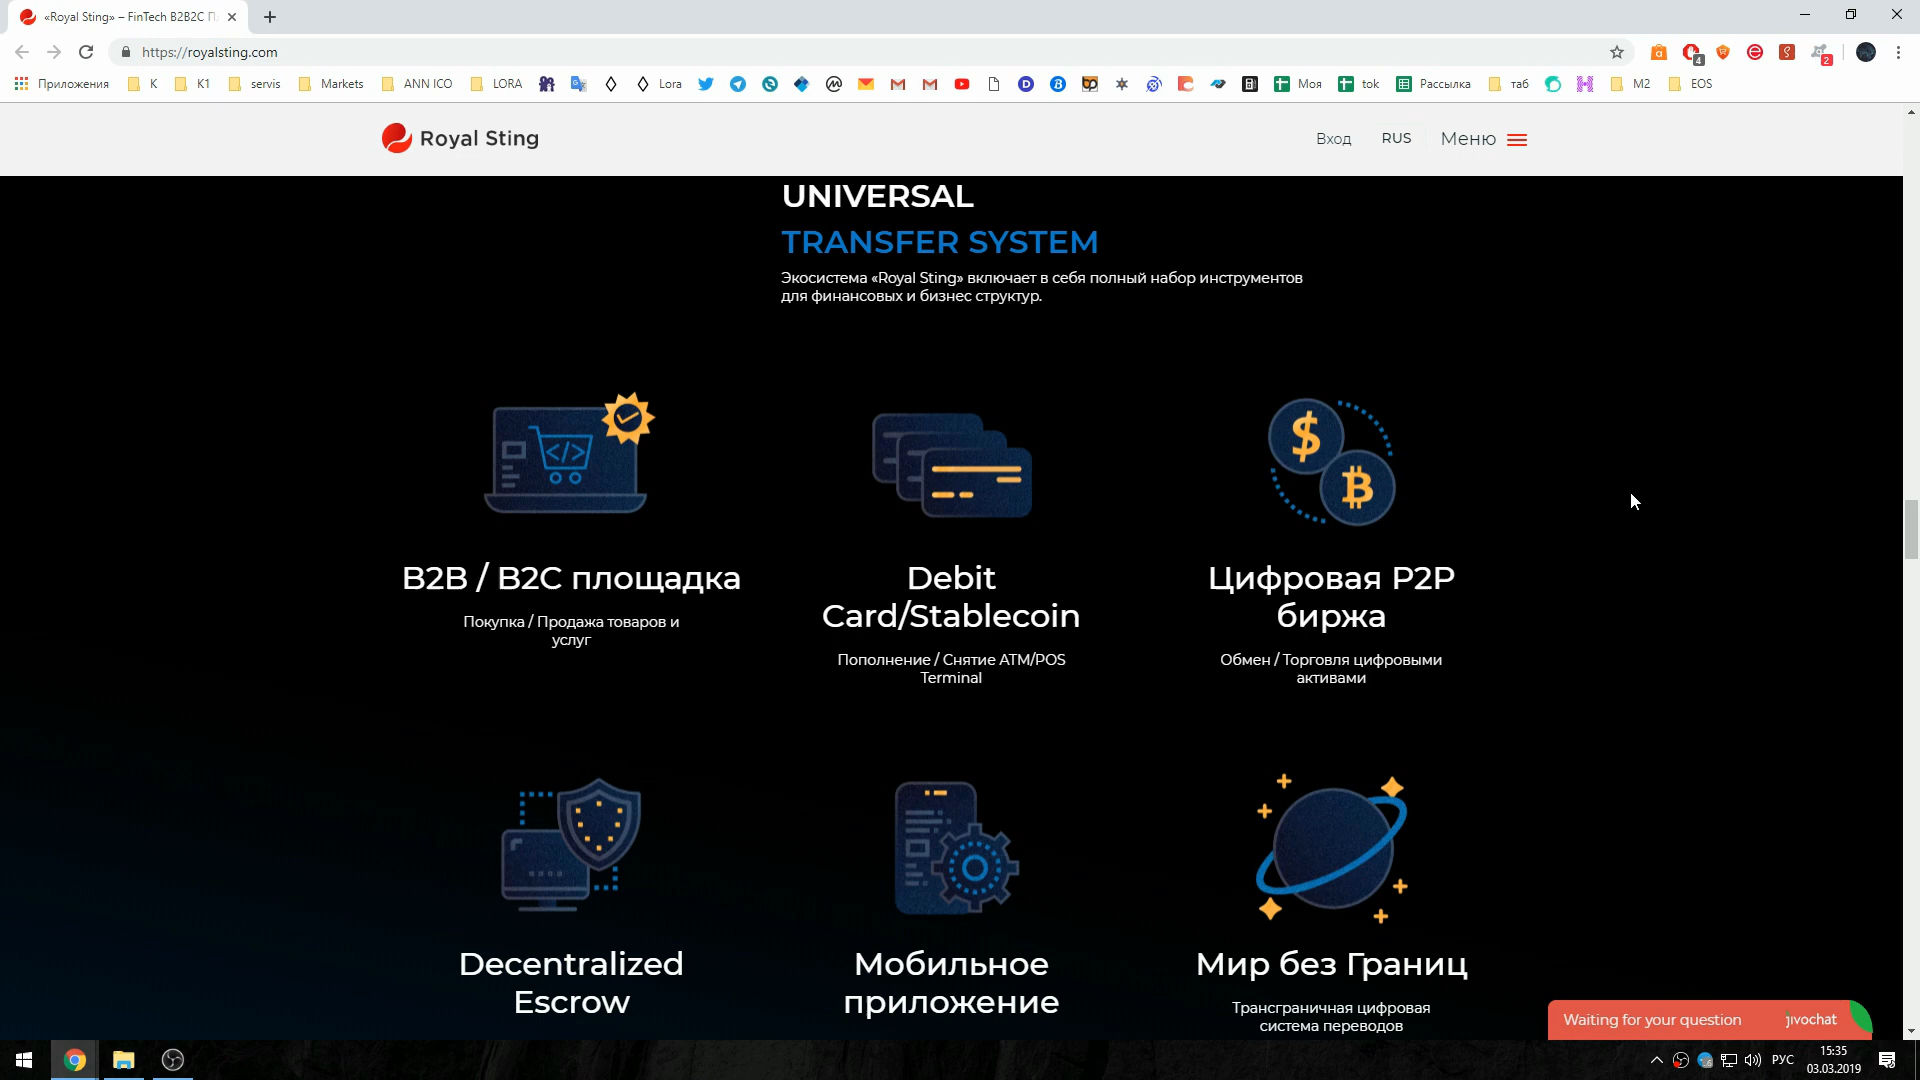 «Royal Sting» – FinTech B2B2C П
https://royalsting.com
4
2
Приложения K K1 servis Markets ANN ICO LORA Lora Моя tok Рассылка таб M2 EOS
Royal Sting
Вход RUS Меню
UNIVERSAL
TRANSFER SYSTEM
Экосистема «Royal Sting» включает в себя полный набор инструментов
для финансовых и бизнес структур.
B2B / B2C площадка
Покупка / Продажа товаров и
услуг
Debit
Card/Stablecoin
Пополнение / Снятие ATM/POS
Terminal
Цифровая P2P
биржа
Обмен / Торговля цифровыми
активами
Decentralized
Escrow
Мобильное
приложение
Мир без Границ
Трансграничная цифровая
система переводов
Waiting for your question jivochat
РУС
15:35
03.03.2019